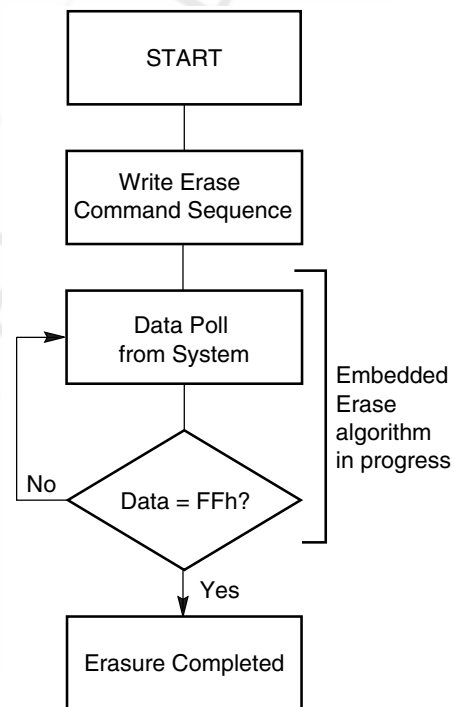 START
Write Erase
Command Sequence
Data Poll
from System
Embedded
Erase
algorithm
in progress
No
Data = FFh?
Yes
Erasure Completed